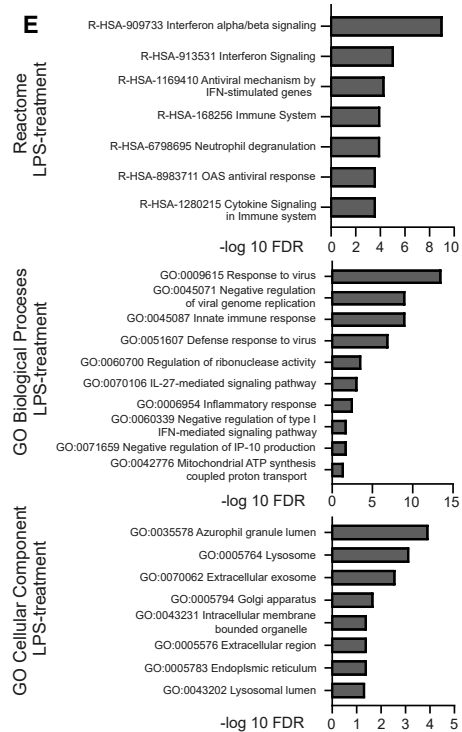 E
Reactome
LPS-treatment
R-HSA-909733 Interferon alpha/beta signaling
R-HSA-913531 Interferon Signaling
R-HSA-1169410 Antiviral mechanism by
IFN-stimulated genes
R-HSA-168256 Immune System
R-HSA-6798695 Neutrophil degranulation
R-HSA-8983711 OAS antiviral response
R-HSA-1280215 Cytokine Signaling
in Immune system
-log 10 FDR
0 2 4 6 8 10
GO Biological Proceses
LPS-treatment
GO:0009615 Response to virus
GO:0045071 Negative regulation
of viral genome replication
GO:0045087 Innate immune response
GO:0051607 Defense response to virus
GO:0060700 Regulation of ribonuclease activity
GO:0070106 IL-27-mediated signaling pathway
GO:0006954 Inflammatory response
GO:0060339 Negative regulation of type I
IFN-mediated signaling pathway
GO:0071659 Negative regulation of IP-10 production
GO:0042776 Mitochondrial ATP synthesis
coupled proton transport
-log 10 FDR
0 5 10 15
GO Cellular Component
LPS-treatment
GO:0035578 Azurophil granule lumen
GO:0005764 Lysosome
GO:0070062 Extracellular exosome
GO:0005794 Golgi apparatus
GO:0043231 Intracellular membrane
bounded organelle
GO:0005576 Extracellular region
GO:0005783 Endoplsmic reticulum
GO:0043202 Lysosomal lumen
-log 10 FDR
0 1 2 3 4 5